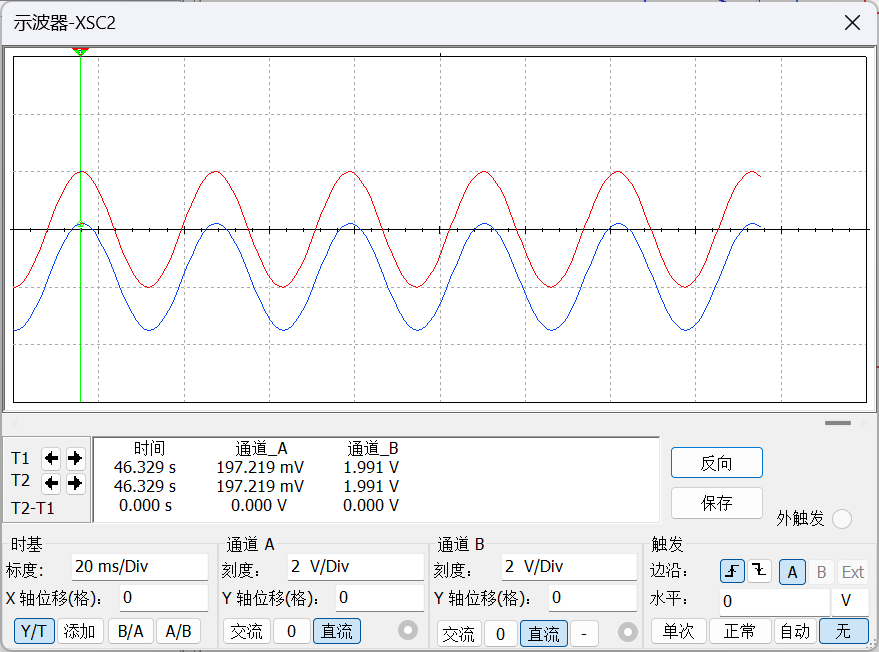 示波器-XSC2
时间 通道_A 通道_B
T1 46.329 s 197.219 mV 1.991 V
T2 46.329 s 197.219 mV 1.991 V
T2-T1 0.000 s 0.000 V 0.000 V
反向
保存
外触发
时基 通道 A 通道 B 触发
标度: 20 ms/Div 刻度: 2 V/Div 刻度: 2 V/Div 边沿: A B Ext
X 轴位移(格): 0 Y 轴位移(格): 0 Y 轴位移(格): 0 水平: 0 V
Y/T 添加 B/A A/B 交流 0 直流 交流 0 直流 - 单次 正常 自动 无